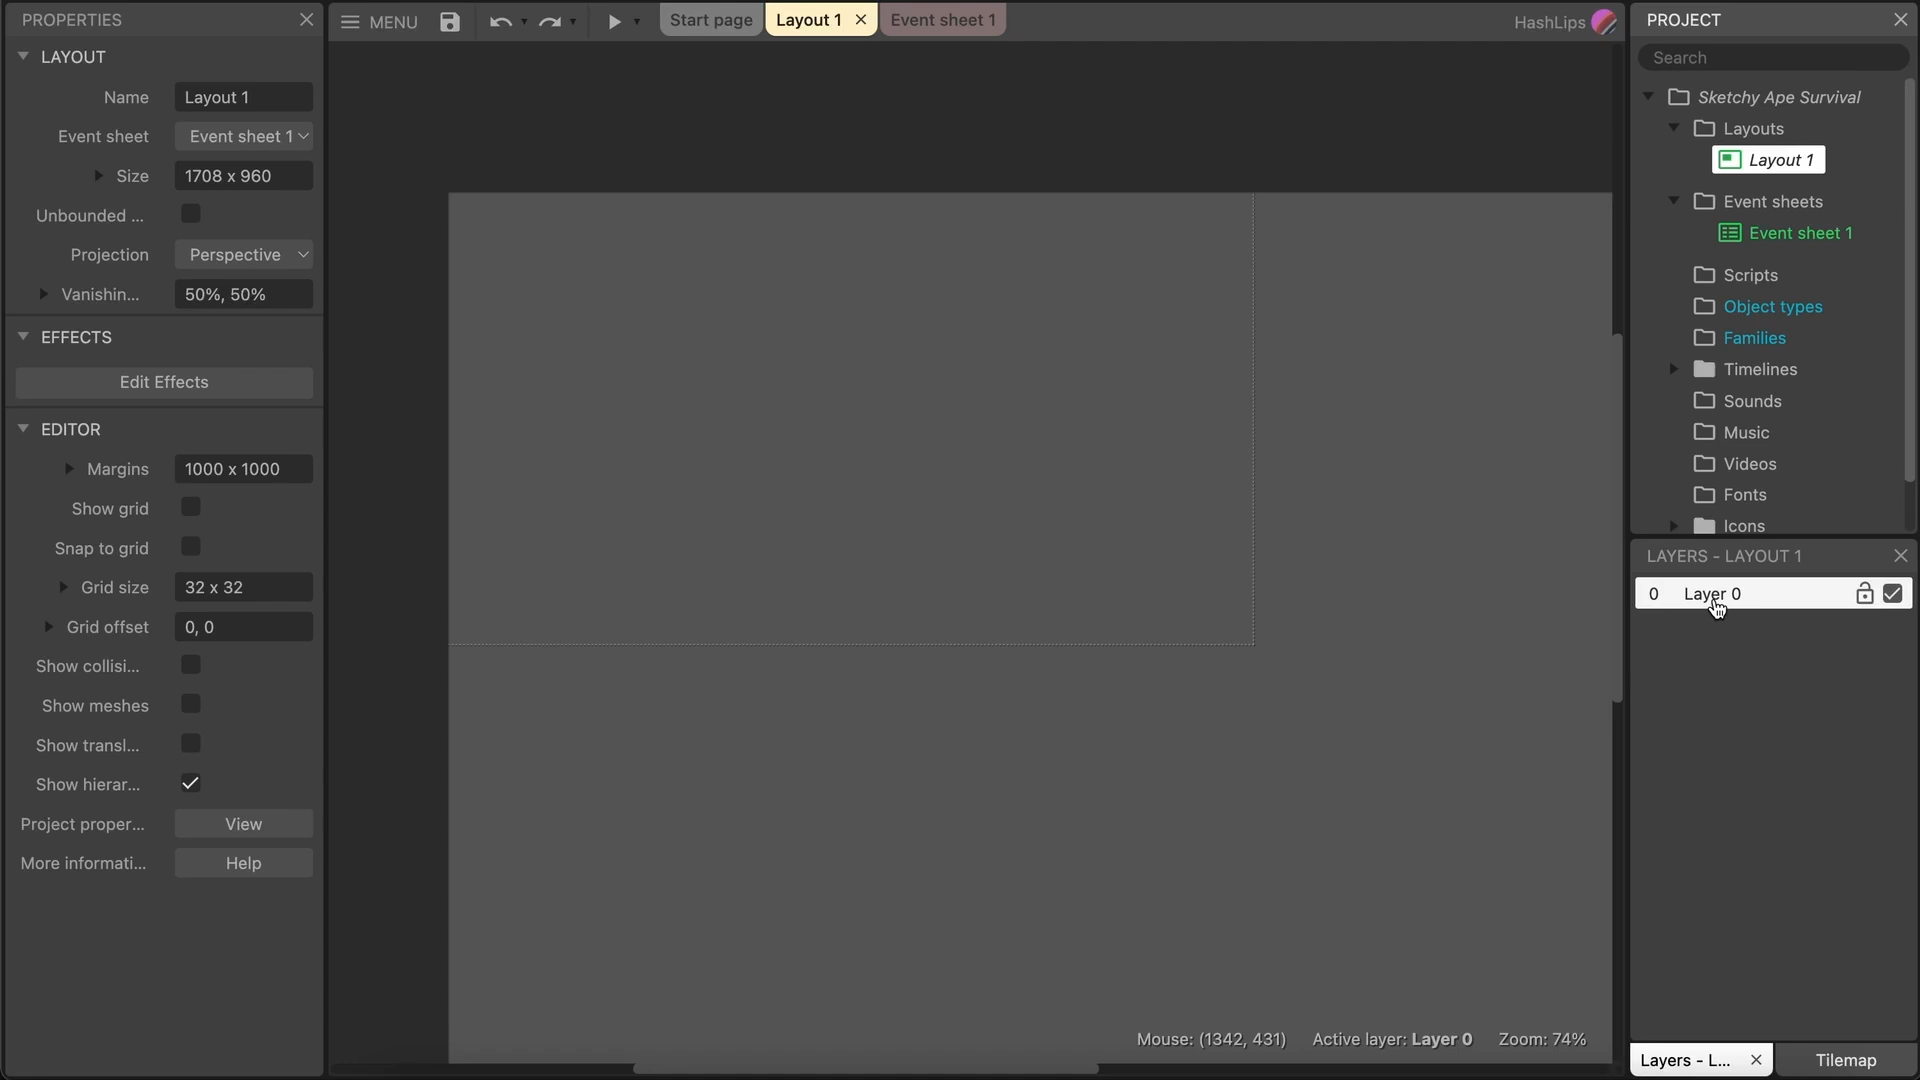 PROPERTIES
LAYOUT
Name Layout 1
Event sheet Event sheet 1
Size 1708 x 960
Unbounded ...
Projection Perspective
Vanishin... 50%, 50%
EFFECTS
Edit Effects
EDITOR
Margins 1000 x 1000
Show grid
Snap to grid
Grid size 32 x 32
Grid offset 0, 0
Show collisi...
Show meshes
Show transl...
Show hierar...
Project proper... View
More informati... Help
MENU
Start page
Layout 1
Event sheet 1
HashLips
Mouse: (1342, 431) Active layer: Layer 0 Zoom: 74%
PROJECT
Search
Sketchy Ape Survival
Layouts
Layout 1
Event sheets
Event sheet 1
Scripts
Object types
Families
Timelines
Sounds
Music
Videos
Fonts
Icons
LAYERS - LAYOUT 1
0 Layer 0
Layers - L...
Tilemap